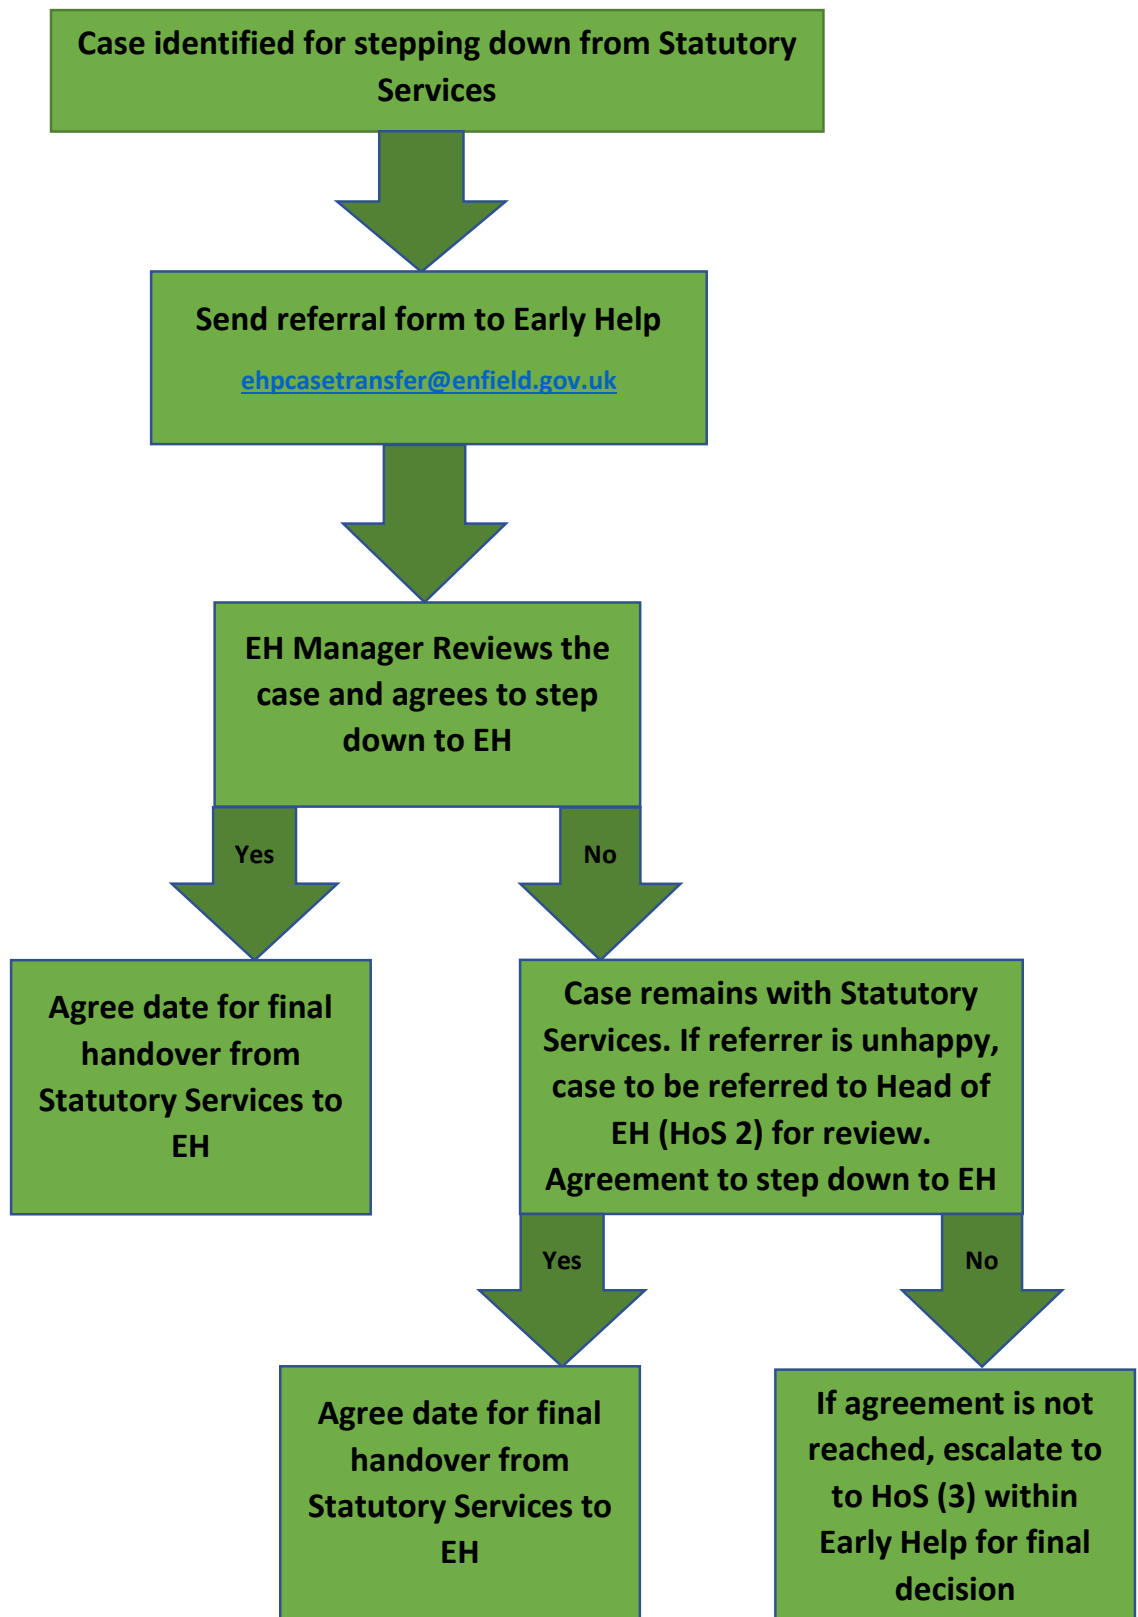 Case identified for stepping down from Statutory
Services
Send referral form to Early Help
ehpcasetransfer@enfield.gov.uk
EH Manager Reviews the
case and agrees to step
down to EH
Yes
No
Agree date for final
handover from
Statutory Services to
EH
Case remains with Statutory
Services. If referrer is unhappy,
case to be referred to Head of
EH (HoS 2) for review.
Agreement to step down to EH
Yes
No
Agree date for final
handover from
Statutory Services to
EH
If agreement is not
reached, escalate to
to HoS (3) within
Early Help for final
decision